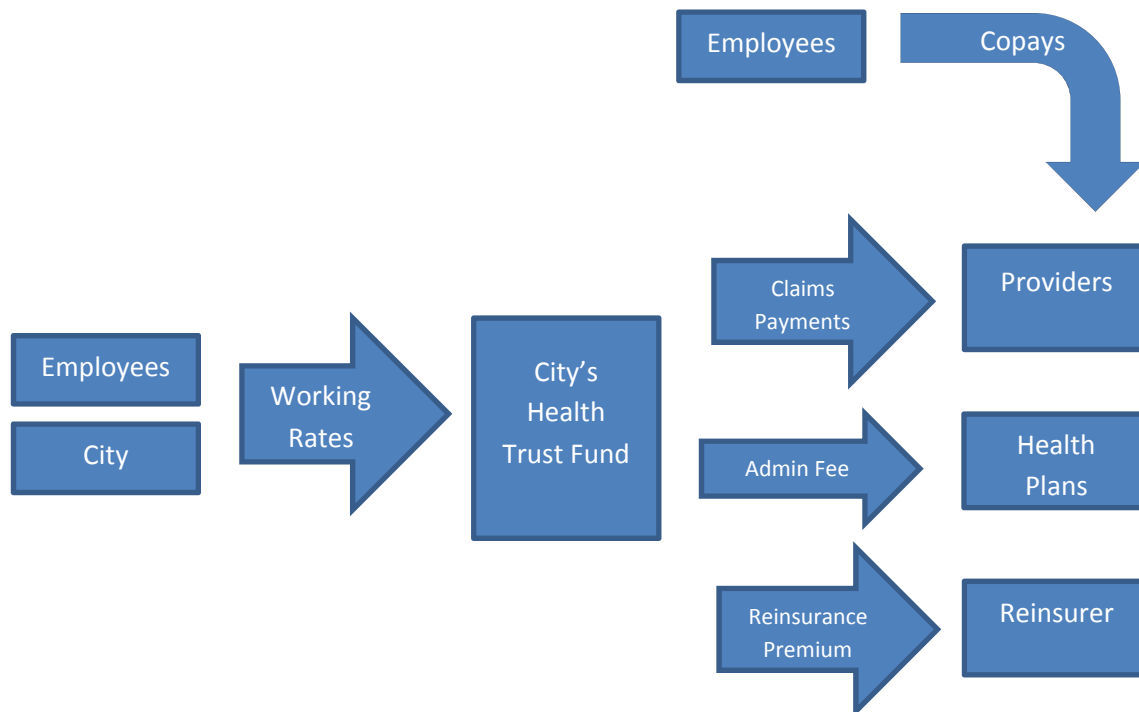 Employees
Copays
Claims
Payments
Providers
Employees
City
Working
Rates
City’s
Health
Trust Fund
Admin Fee
Health
Plans
Reinsurance
Premium
Reinsurer